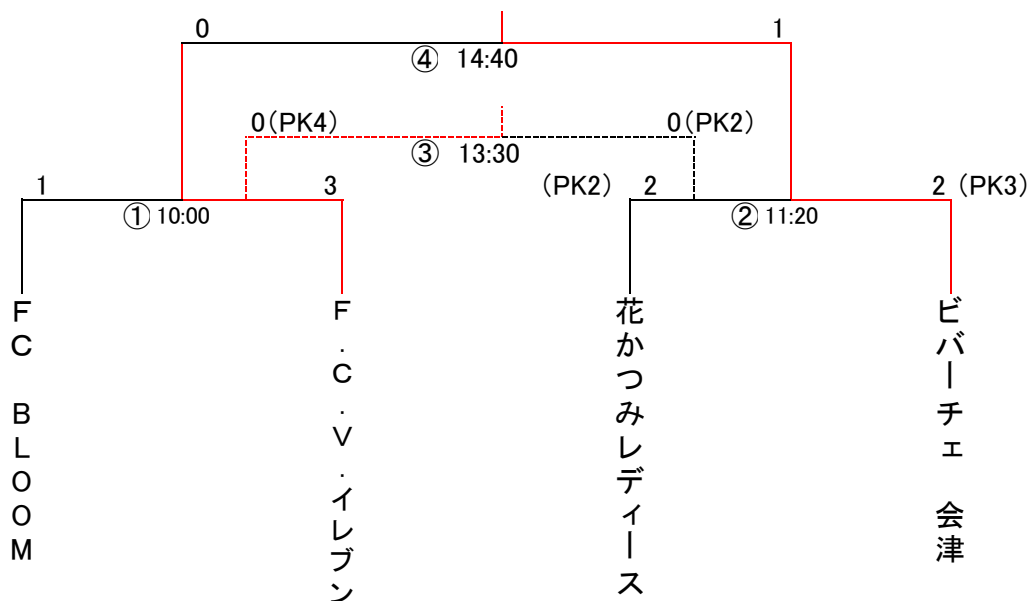 0
1
④ 14:40
0(PK4)
0(PK2)
③ 13:30
1
3
(PK2) 2
2 (PK3)
① 10:00
② 11:20
FC BLOOM
F.C.V.イレブン
花かつみレディース
ビバーチェ 会津